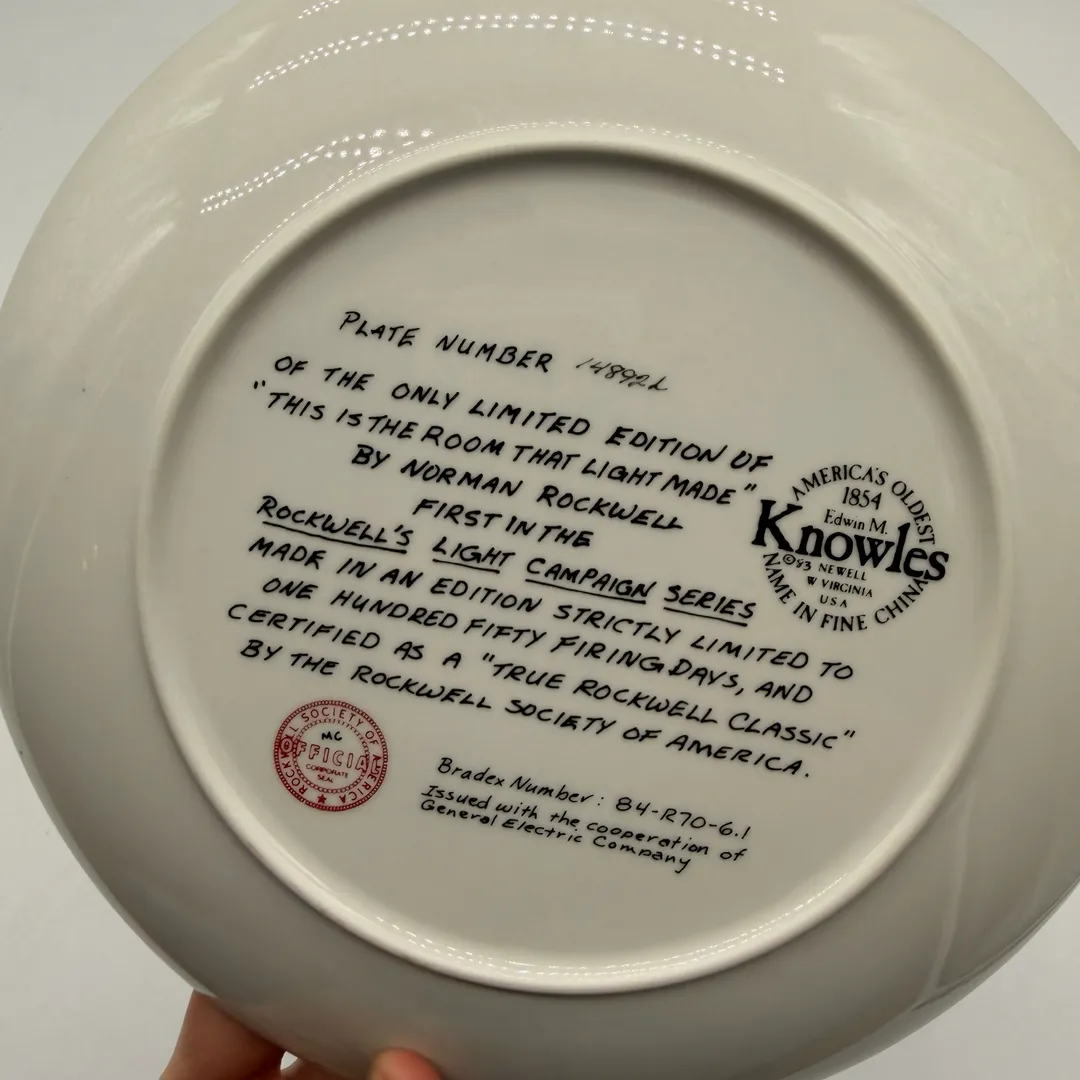 PLATE NUMBER 14892L
OF THE ONLY LIMITED EDITION OF
"THIS IS THE ROOM THAT LIGHT MADE"
BY NORMAN ROCKWELL
FIRST IN THE
ROCKWELL'S LIGHT CAMPAIGN SERIES
MADE IN AN EDITION STRICTLY LIMITED TO
ONE HUNDRED FIFTY FIRING DAYS, AND
CERTIFIED AS A "TRUE ROCKWELL CLASSIC"
BY THE ROCKWELL SOCIETY OF AMERICA.
AMERICA'S OLDEST
1854
Edwin M.
Knowles
©'83 NEWELL
W VIRGINIA
USA
NAME IN FINE CHINA
ROCKWELL SOCIETY OF AMERICA
MG
OFFICIAL
CORPORATE
SEAL
Bradex Number: 84-R70-6.1
Issued with the cooperation of
General Electric Company